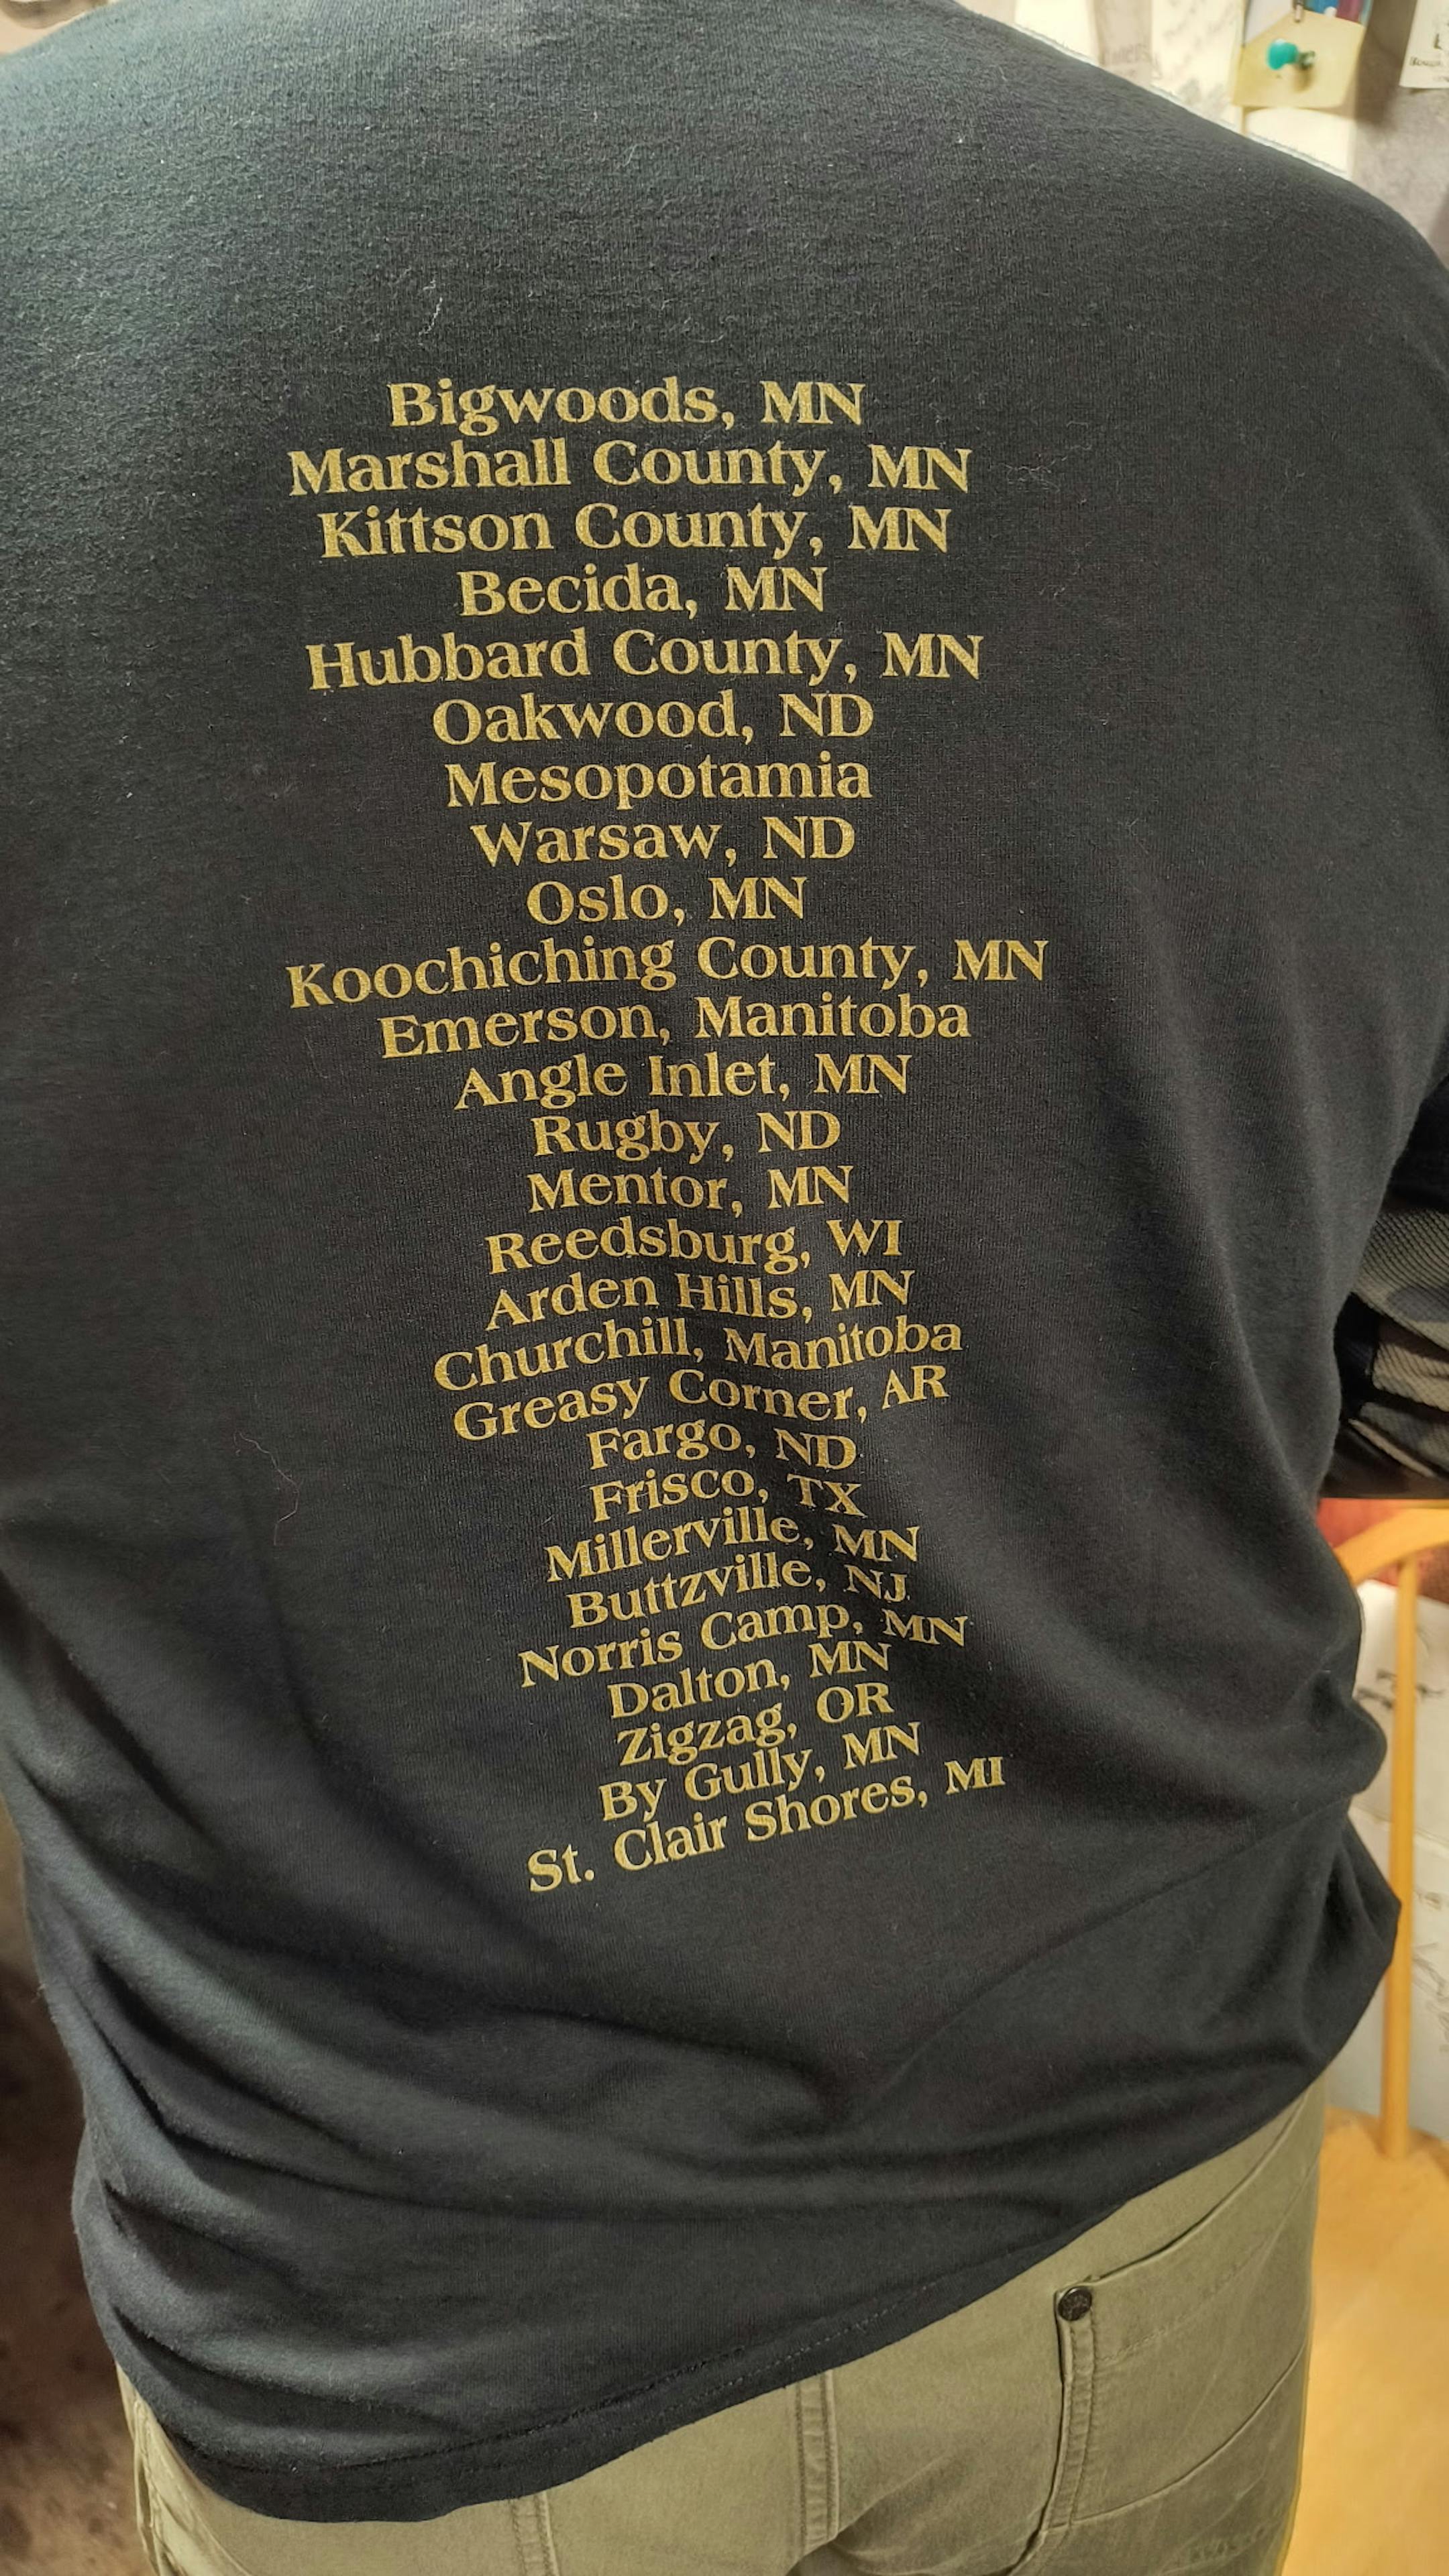 Bigwoods, MN
Marshall County, MN
Kittson County, MN
Becida, MN
Hubbard County, MN
Oakwood, ND
Mesopotamia
Warsaw, ND
Oslo, MN
Koochiching County, MN
Emerson, Manitoba
Angle Inlet, MN
Rugby, ND
Mentor, MN
Reedsburg, WI
Arden Hills, MN
Churchill, Manitoba
Greasy Corner, AR
Fargo, ND
Frisco, TX
Millerville, MN
Buttzville, NJ
Norris Camp, MN
Dalton, MN
Zigzag, OR
By Gully, MN
St. Clair Shores, MI